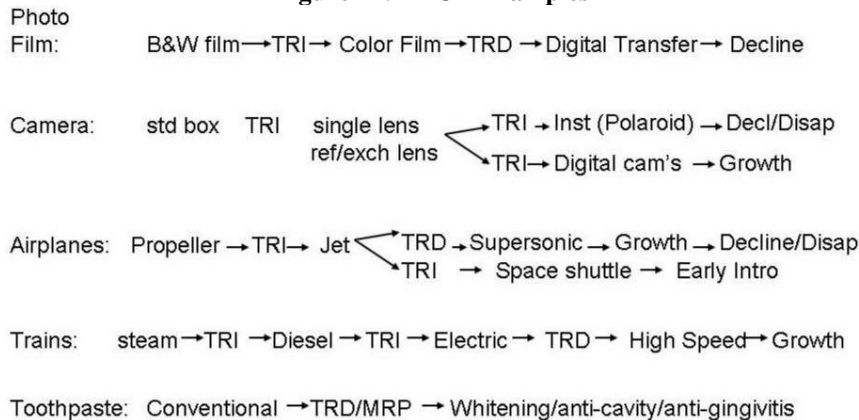 Photo
Film: B&W film→TRI→ Color Film→TRD →Digital Transfer→ Decline
Camera: std box TRI single lens →TRI → Inst (Polaroid) → Decl/Disap
ref/exch lens →TRI→ Digital cam's → Growth
Airplanes: Propeller →TRI→ Jet →TRD →Supersonic → Growth → Decline/Disap
→TRI → Space shuttle → Early Intro
Trains: steam→TRI →Diesel → TRI → Electric → TRD → High Speed→ Growth
Toothpaste: Conventional →TRD/MRP → Whitening/anti-cavity/anti-gingivitis